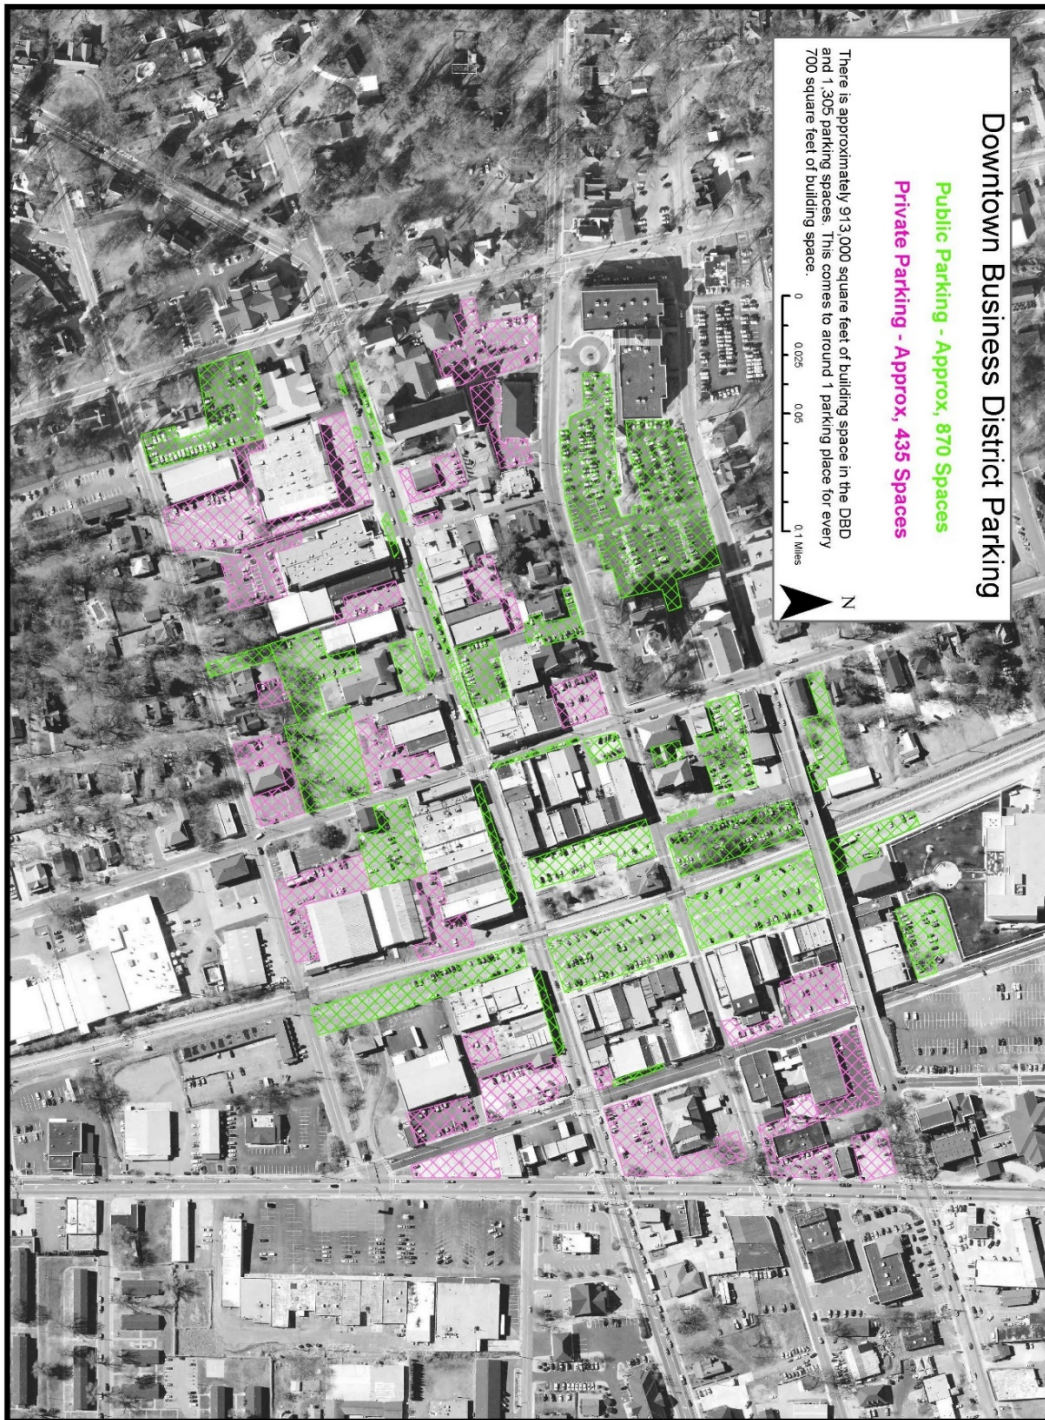 Downtown Business District Parking
Public Parking - Approx, 870 Spaces
Private Parking - Approx, 435 Spaces
There is approximately 913,000 square feet of building space in the DBD
and 1,305 parking spaces. This comes to around 1 parking place for every
700 square feet of building space.
0 0.025 0.05 0.1 Miles
N